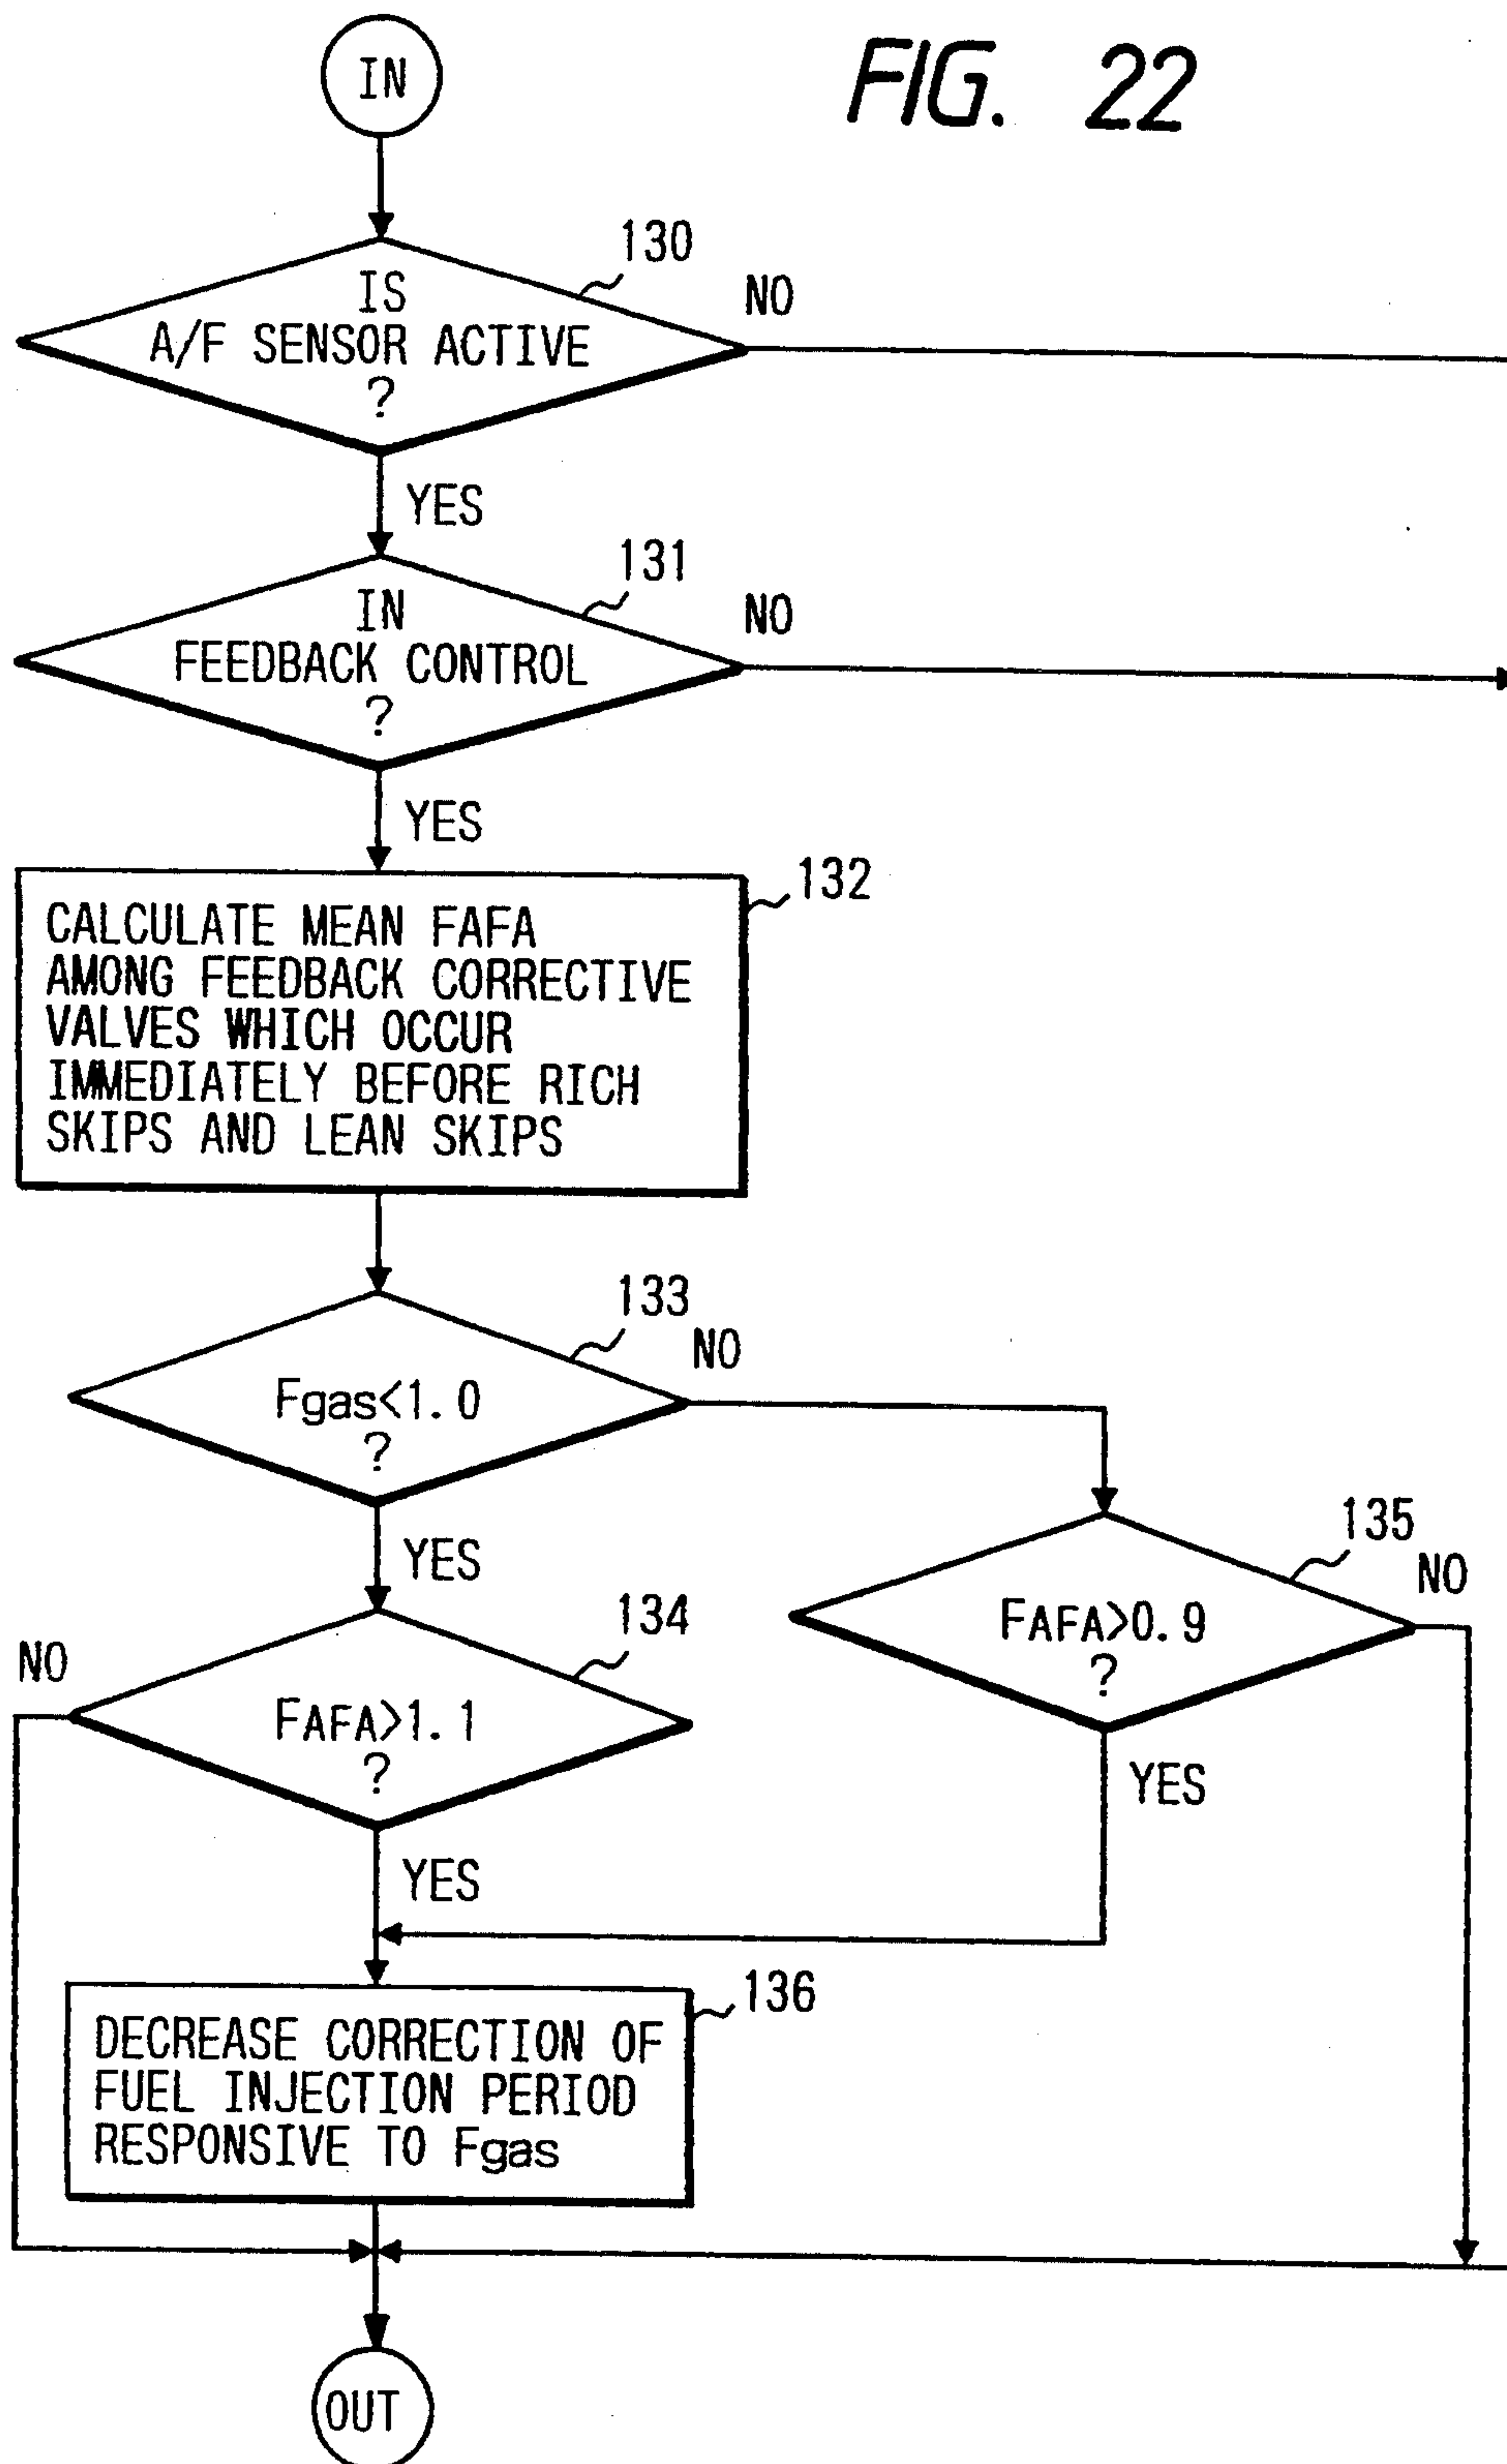 FIG. 22
IN
130
IS
A/F SENSOR ACTIVE
?
NO
YES
131
IN
FEEDBACK CONTROL
?
NO
YES
132
CALCULATE MEAN FAFA
AMONG FEEDBACK CORRECTIVE
VALVES WHICH OCCUR
IMMEDIATELY BEFORE RICH
SKIPS AND LEAN SKIPS
133
Fgas<1.0
?
NO
YES
135
FAFA>0.9
?
NO
YES
134
FAFA>1.1
?
NO
YES
136
DECREASE CORRECTION OF
FUEL INJECTION PERIOD
RESPONSIVE TO Fgas
OUT